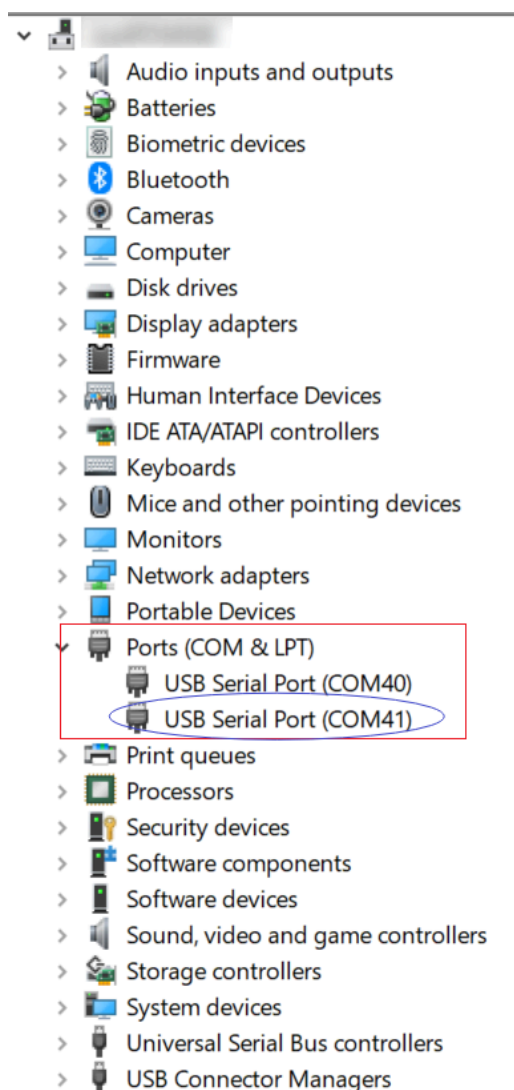 Audio inputs and outputs
Batteries
Biometric devices
Bluetooth
Cameras
Computer
Disk drives
Display adapters
Firmware
Human Interface Devices
IDE ATA/ATAPI controllers
Keyboards
Mice and other pointing devices
Monitors
Network adapters
Portable Devices
Ports (COM & LPT)
USB Serial Port (COM40)
USB Serial Port (COM41)
Print queues
Processors
Security devices
Software components
Software devices
Sound, video and game controllers
Storage controllers
System devices
Universal Serial Bus controllers
USB Connector Managers